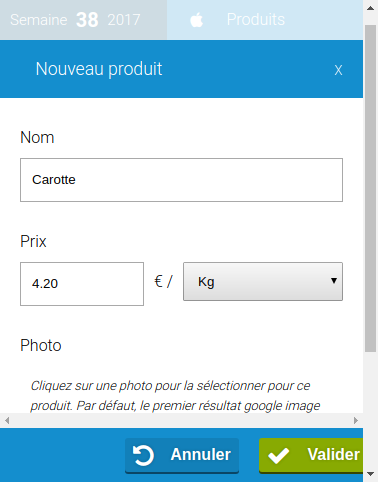 Semaine 38 2017 Produits
Nouveau produit x
Nom
Carotte
Prix
4.20 € / Kg
Photo
Cliquez sur une photo pour la sélectionner pour ce
produit. Par défaut, le premier résultat google image
Annuler Valider